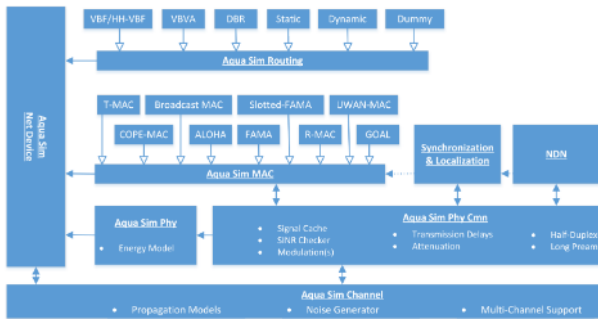 VBF/HH-VBF VBVA DBR Static Dynamic Dummy
Aqua Sim Routing
T-MAC Broadcast MAC Slotted-FAMA UWAN-MAC
COPE-MAC ALOHA FAMA R-MAC GOAL
Aqua Sim MAC
Aqua Sim
Net Device
Synchronization
& Localization
NDN
Aqua Sim Phy
• Energy Model
Aqua Sim Phy Cmn
• Signal Cache
• SINR Checker
• Modulation(s)
• Transmission Delays
• Attenuation
• Half-Duplex
• Long Pream
Aqua Sim Channel
• Propagation Models • Noise Generator • Multi-Channel Support